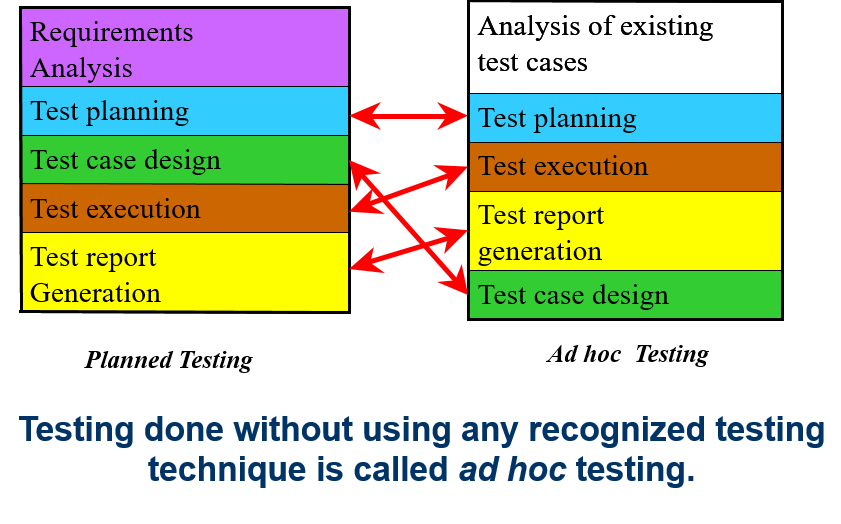 Requirements
Analysis
Test planning
Test case design
Test execution
Test report
Generation
Planned Testing
Analysis of existing
test cases
Test planning
Test execution
Test report
generation
Test case design
Ad hoc Testing
Testing done without using any recognized testing
technique is called ad hoc testing.